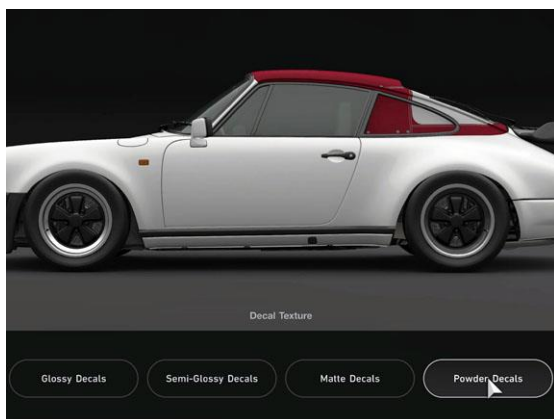 Decal Texture
Glossy Decals
Semi-Glossy Decals
Matte Decals
Powder Decals